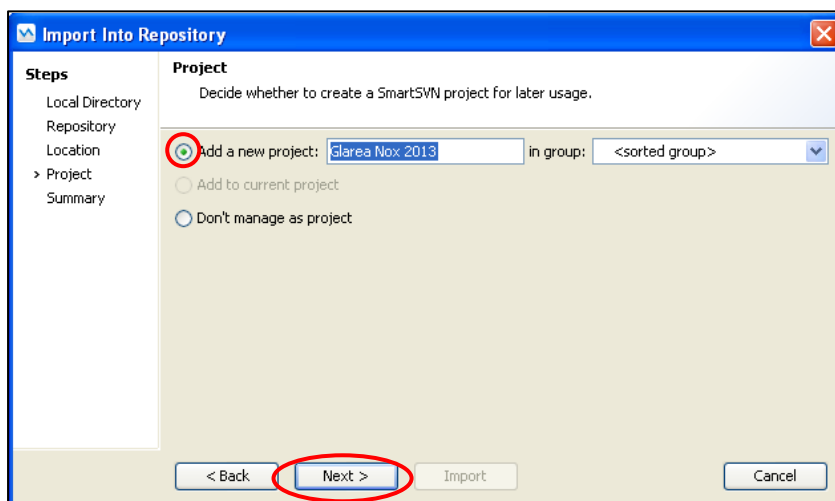 Import Into Repository
Steps
Local Directory
Repository
Location
> Project
Summary
Project
Decide whether to create a SmartSVN project for later usage.
Add a new project: Glarea Nox 2013 in group: <sorted group>
Add to current project
Don't manage as project
< Back Next > Import Cancel